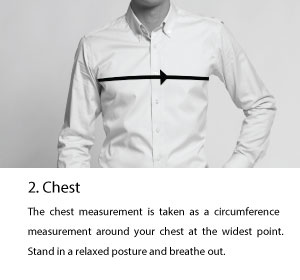 2. Chest
The chest measurement is taken as a circumference
measurement around your chest at the widest point.
Stand in a relaxed posture and breathe out.